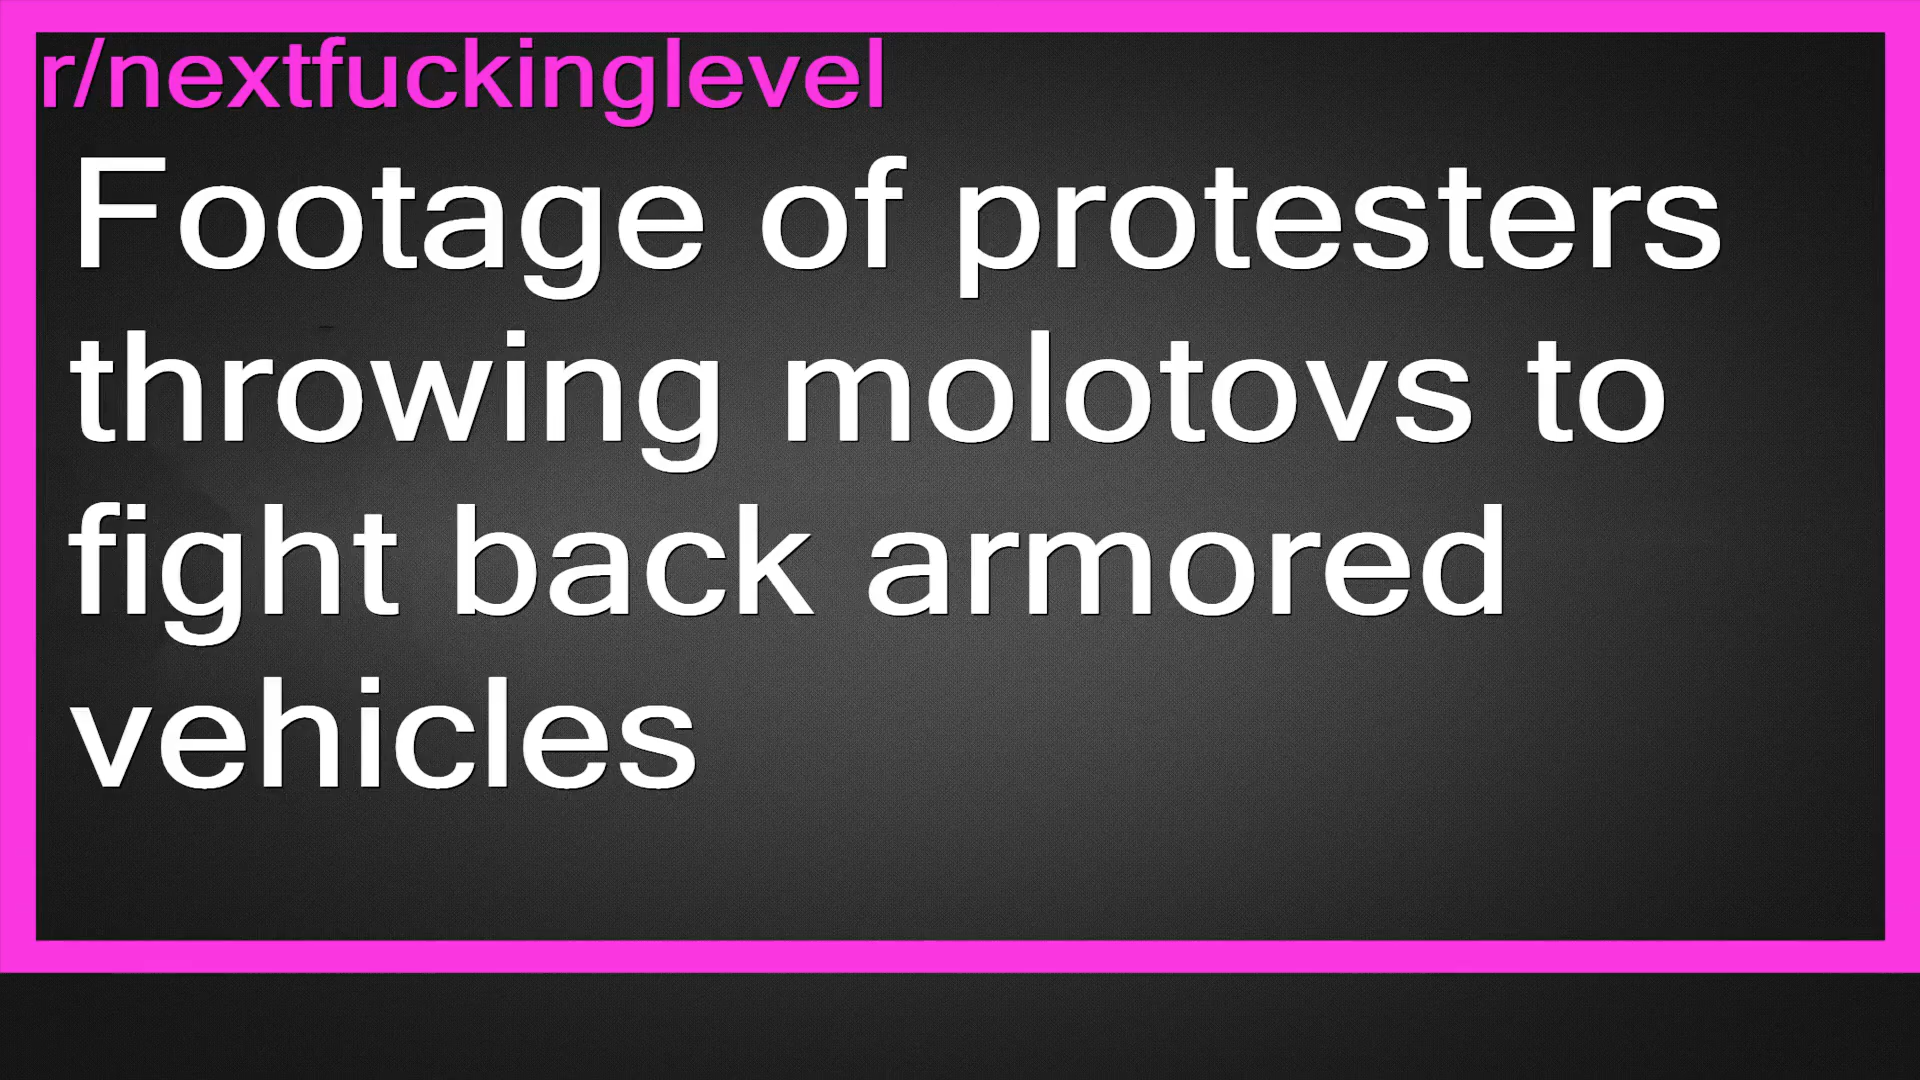 r/nextfuckinglevel
Footage of protesters
throwing molotovs to
fight back armored
vehicles